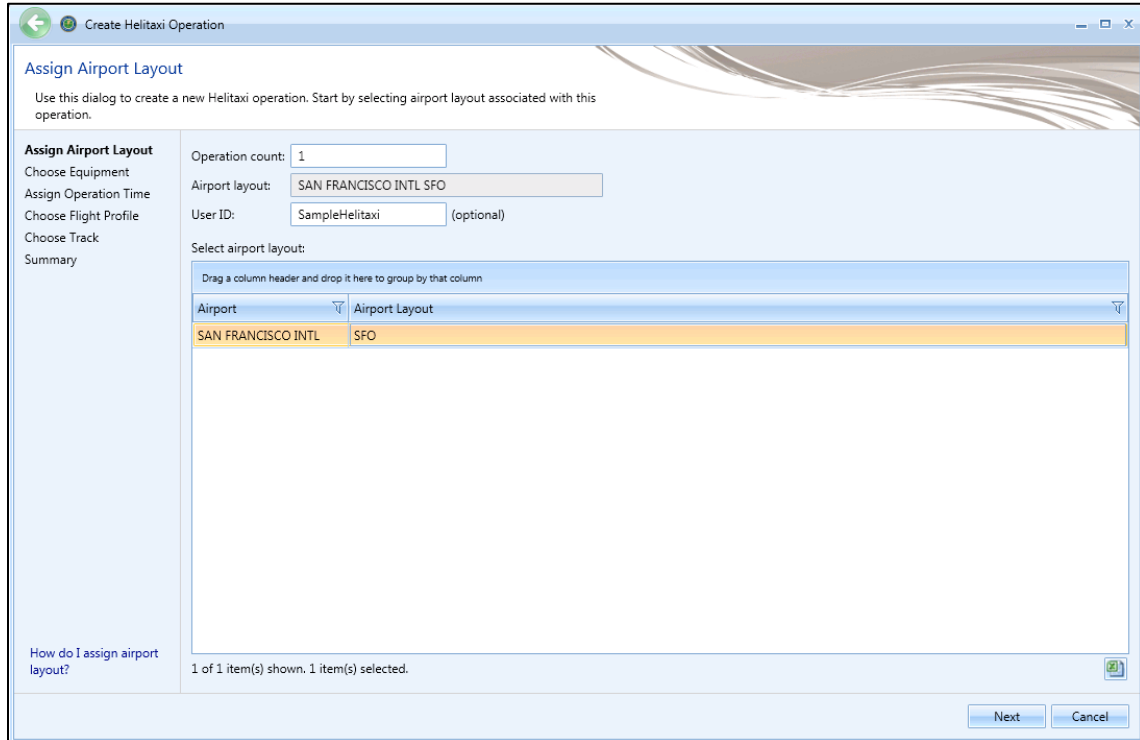 Create Helitaxi Operation
Assign Airport Layout
Use this dialog to create a new Helitaxi operation. Start by selecting airport layout associated with this
operation.
Assign Airport Layout
Choose Equipment
Assign Operation Time
Choose Flight Profile
Choose Track
Summary
How do I assign airport
layout?
Operation count: 1
Airport layout: SAN FRANCISCO INTL SFO
User ID: SampleHelitaxi (optional)
Select airport layout:
Drag a column header and drop it here to group by that column
Airport Airport Layout
SAN FRANCISCO INTL SFO
1 of 1 item(s) shown. 1 item(s) selected.
Next Cancel